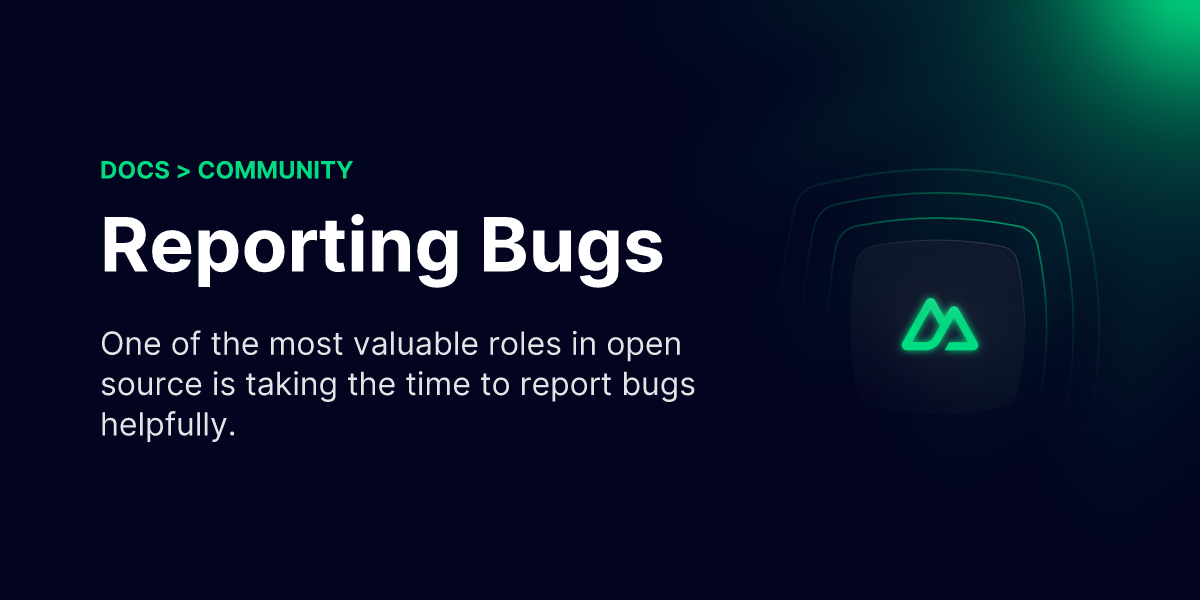 DOCS > COMMUNITY
Reporting Bugs
One of the most valuable roles in open
source is taking the time to report bugs
helpfully.